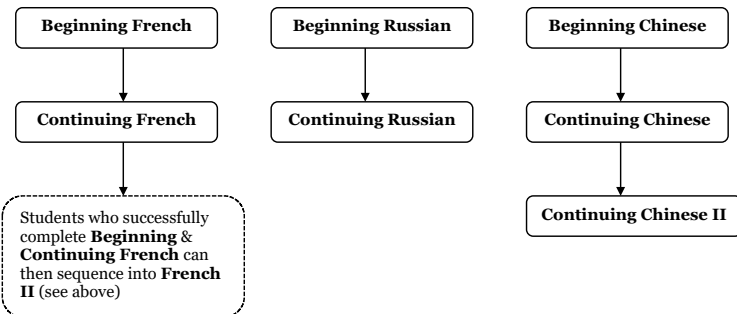 Beginning French
Beginning Russian
Beginning Chinese
Continuing French
Continuing Russian
Continuing Chinese
Students who successfully
complete Beginning &
Continuing French can
then sequence into French
II (see above)
Continuing Chinese II